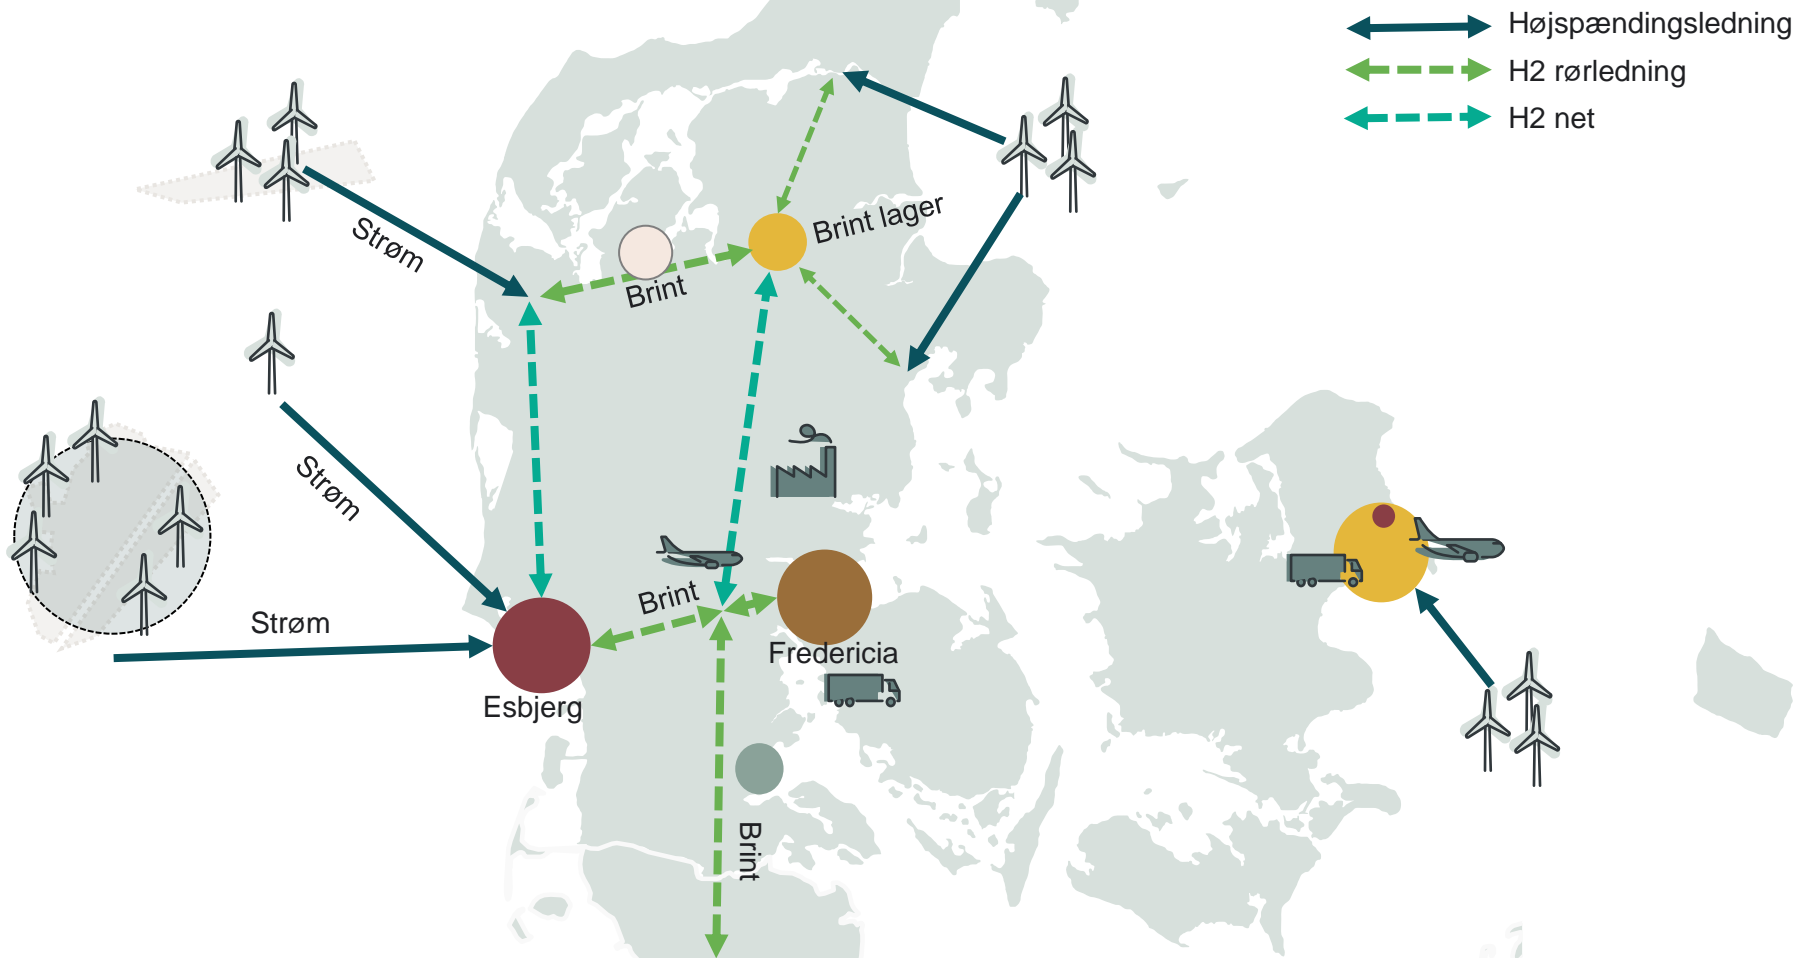 Højspændingsledning
H2 rørledning
H2 net
Strøm
Brint lager
Brint
Strøm
Strøm
Brint
Fredericia
Esbjerg
Brint